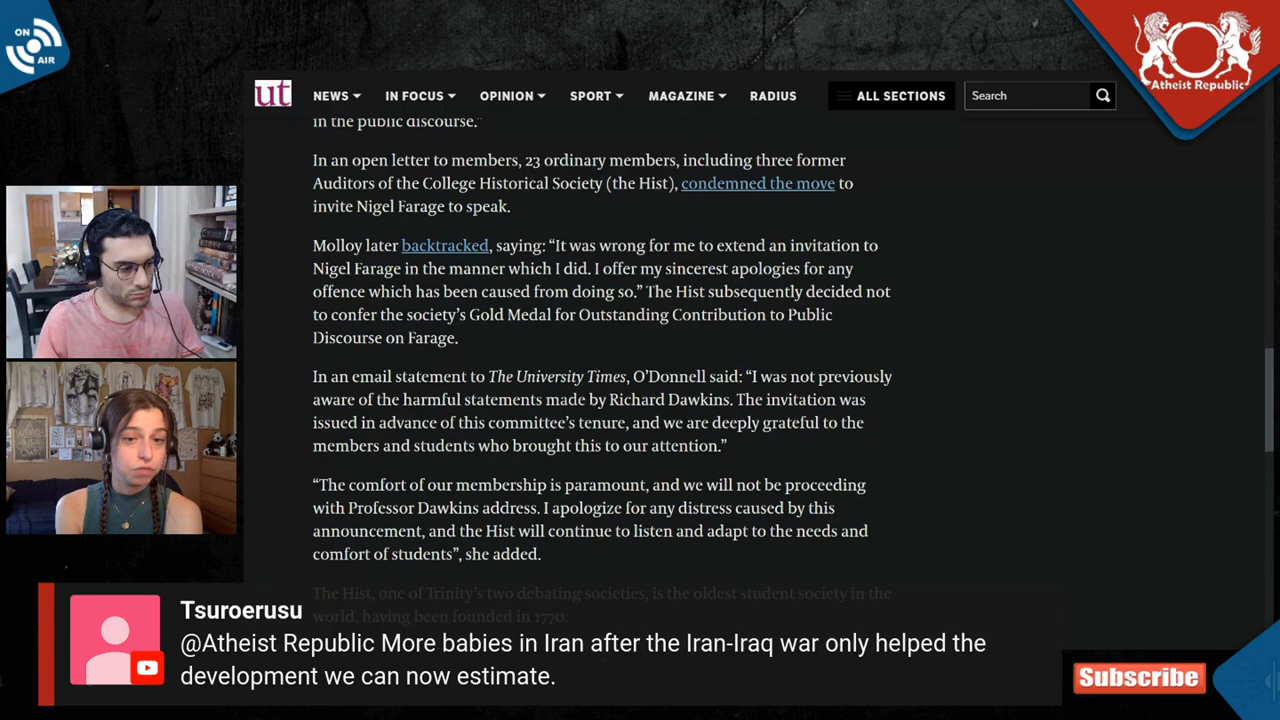 ON
AIR
ut
NEWS
IN FOCUS
OPINION
SPORT
MAGAZINE
RADIUS
ALL SECTIONS
Search
Atheist Republic
in the public discourse."
In an open letter to members, 23 ordinary members, including three former
Auditors of the College Historical Society (the Hist), condemned the move to
invite Nigel Farage to speak.
Molloy later backtracked, saying: “It was wrong for me to extend an invitation to
Nigel Farage in the manner which I did. I offer my sincerest apologies for any
offence which has been caused from doing so.” The Hist subsequently decided not
to confer the society’s Gold Medal for Outstanding Contribution to Public
Discourse on Farage.
In an email statement to The University Times, O’Donnell said: “I was not previously
aware of the harmful statements made by Richard Dawkins. The invitation was
issued in advance of this committee’s tenure, and we are deeply grateful to the
members and students who brought this to our attention.”
“The comfort of our membership is paramount, and we will not be proceeding
with Professor Dawkins address. I apologize for any distress caused by this
announcement, and the Hist will continue to listen and adapt to the needs and
comfort of students”, she added.
The Hist, one of Trinity’s two debating societies, is the oldest student society in the
world, having been founded in 1770.
Tsuroerusu
@Atheist Republic More babies in Iran after the Iran-Iraq war only helped the
development we can now estimate.
Subscribe